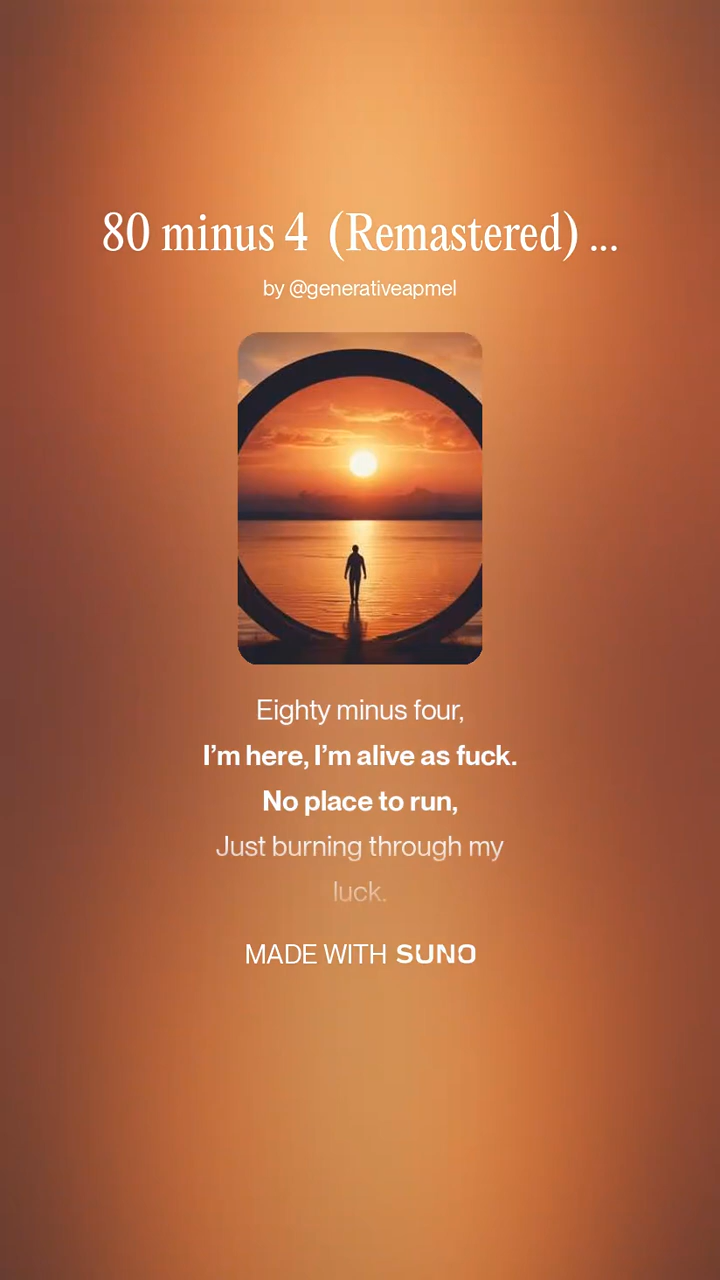 80 minus 4 (Remastered) ...
by @generativeapmel
Eighty minus four,
I’m here, I’m alive as fuck.
No place to run,
Just burning through my
luck.
MADE WITH SUNO